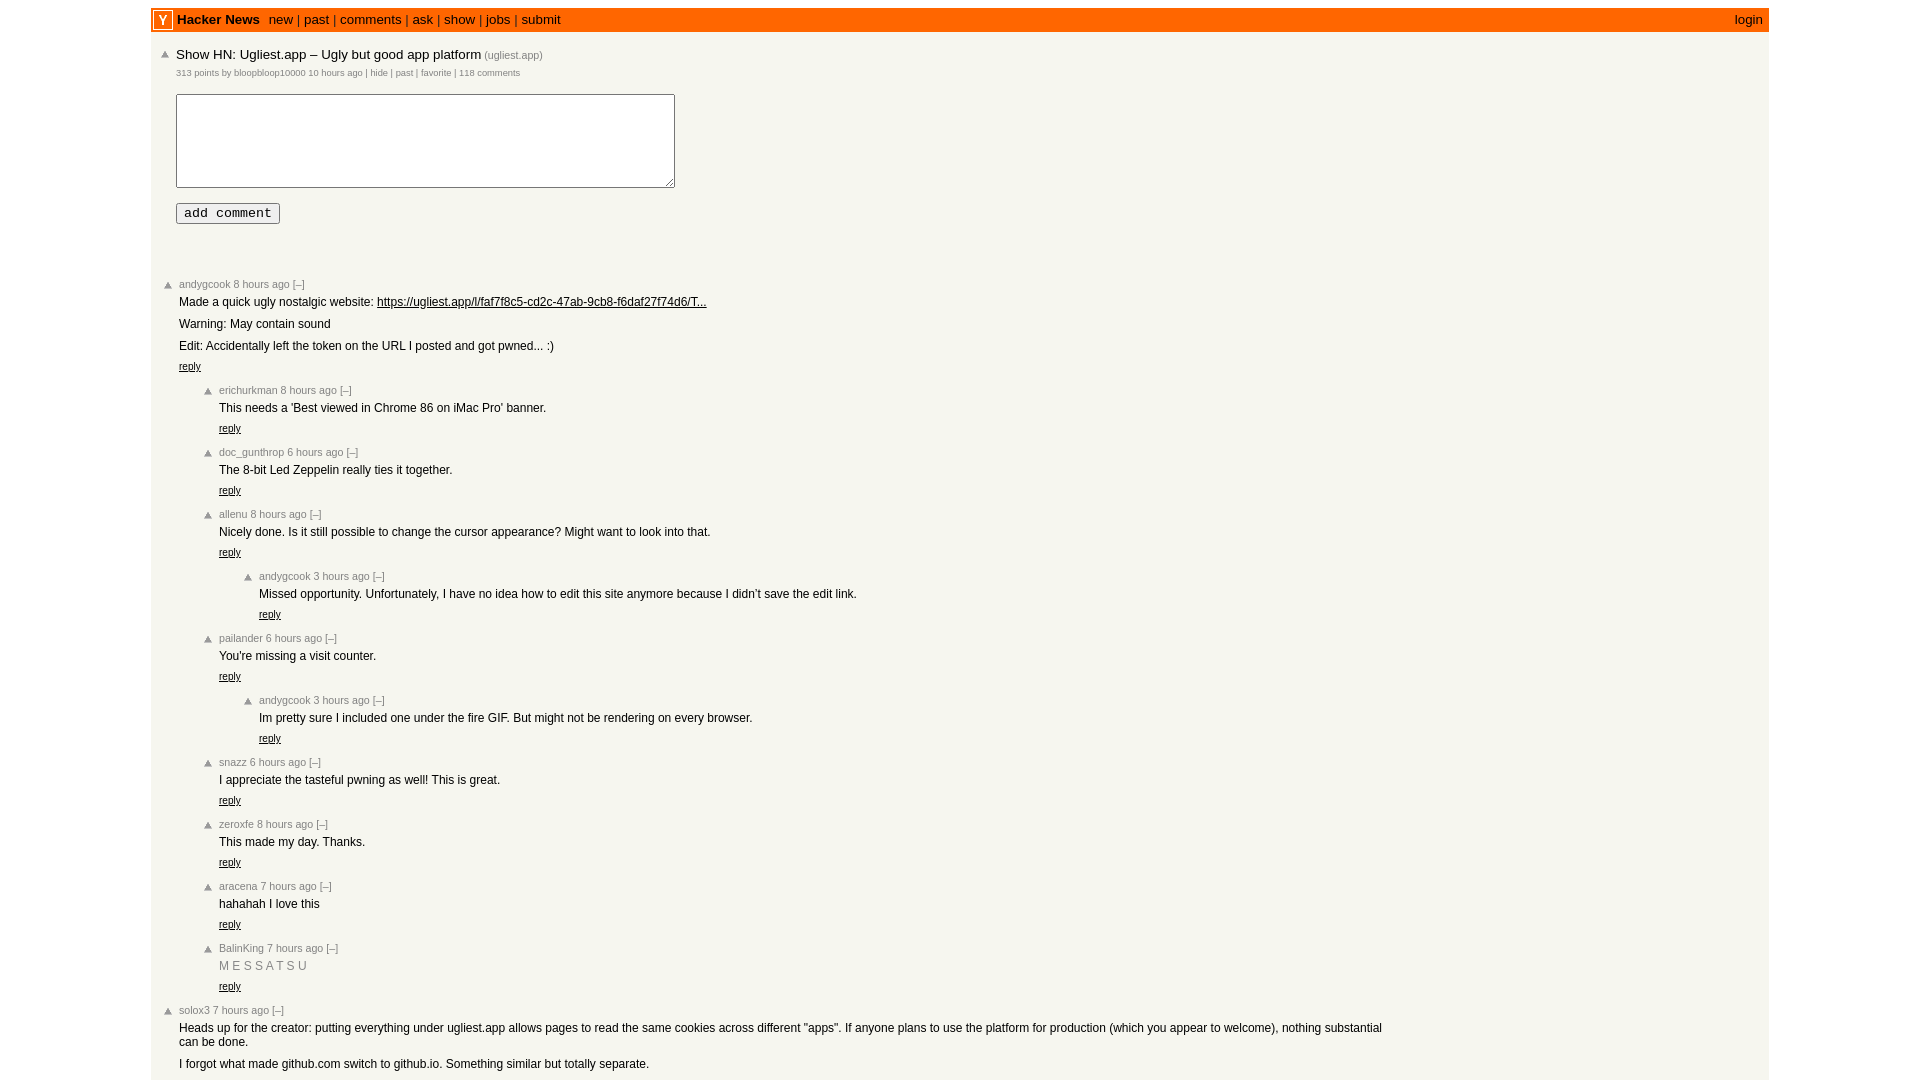 Y Hacker News new | past | comments | ask | show | jobs | submit login
Show HN: Ugliest.app – Ugly but good app platform (ugliest.app)
313 points by bloopbloop10000 10 hours ago | hide | past | favorite | 118 comments
add comment
andygcook 8 hours ago [–]
Made a quick ugly nostalgic website: https://ugliest.app/l/faf7f8c5-cd2c-47ab-9cb8-f6daf27f74d6/T...
Warning: May contain sound
Edit: Accidentally left the token on the URL I posted and got pwned... :)
reply
erichurkman 8 hours ago [–]
This needs a 'Best viewed in Chrome 86 on iMac Pro' banner.
reply
doc_gunthrop 6 hours ago [–]
The 8-bit Led Zeppelin really ties it together.
reply
allenu 8 hours ago [–]
Nicely done. Is it still possible to change the cursor appearance? Might want to look into that.
reply
andygcook 3 hours ago [–]
Missed opportunity. Unfortunately, I have no idea how to edit this site anymore because I didn't save the edit link.
reply
pailander 6 hours ago [–]
You're missing a visit counter.
reply
andygcook 3 hours ago [–]
Im pretty sure I included one under the fire GIF. But might not be rendering on every browser.
reply
snazz 6 hours ago [–]
I appreciate the tasteful pwning as well! This is great.
reply
zeroxfe 8 hours ago [–]
This made my day. Thanks.
reply
aracena 7 hours ago [–]
hahahah I love this
reply
BalinKing 7 hours ago [–]
M E S S A T S U
reply
solox3 7 hours ago [–]
Heads up for the creator: putting everything under ugliest.app allows pages to read the same cookies across different "apps". If anyone plans to use the platform for production (which you appear to welcome), nothing substantial
can be done.
I forgot what made github.com switch to github.io. Something similar but totally separate.